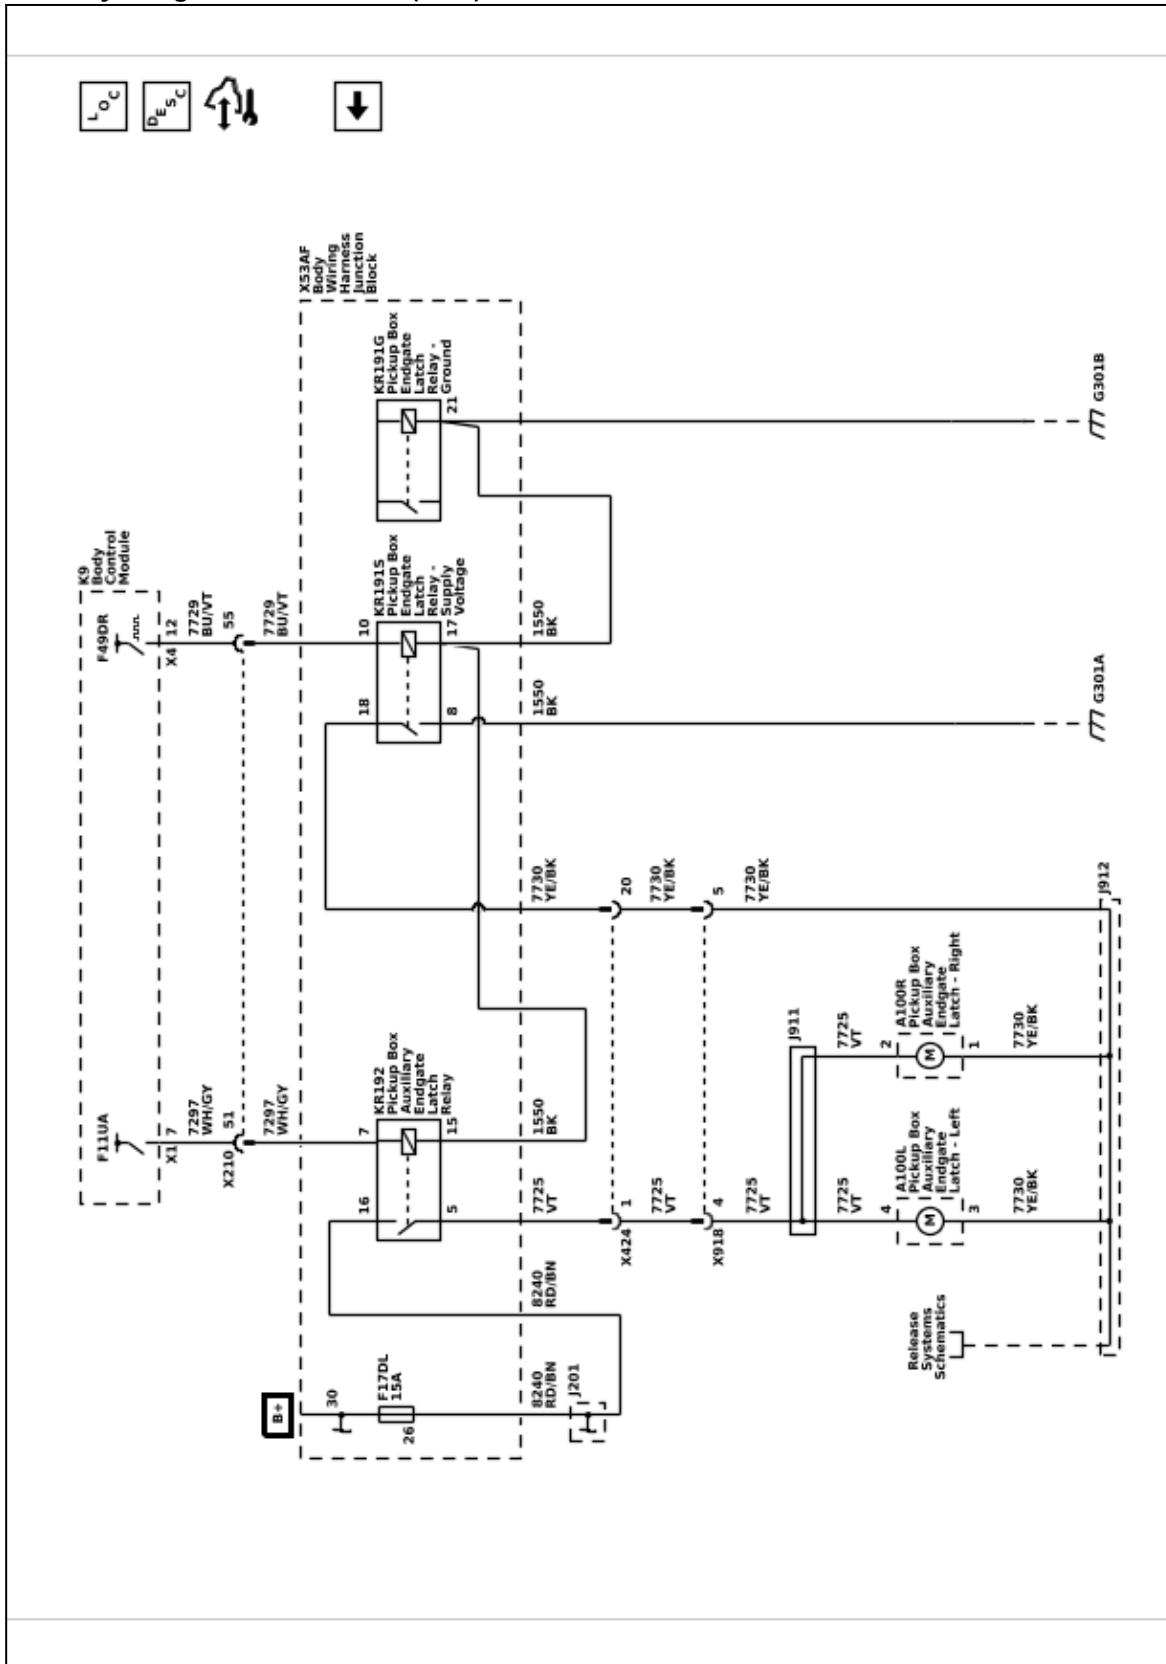 LOC
DESC
X53AF
Body
Wiring
Harness
Junction
Block
K9
Body
Control
Module
F11UA
F49DR
X1
7
X4
12
7297
WH/GY
7729
BU/VT
X210
51
55
7297
WH/GY
7729
BU/VT
B+
30
F17DL
15A
26
KR192
Pickup Box
Auxiliary
Endgate
Latch
Relay
16
7
5
15
KR191S
Pickup Box
Endgate
Latch
Relay -
Supply
Voltage
18
10
8
17
KR191G
Pickup Box
Endgate
Latch
Relay -
Ground
21
8240
RD/BN
8240
RD/BN
7725
VT
1550
BK
7730
YE/BK
1550
BK
1550
BK
J201
X424
1
20
7725
VT
7730
YE/BK
X918
4
5
7725
VT
7730
YE/BK
J911
7725
VT
7725
VT
4
2
A100L
Pickup Box
Auxiliary
Endgate
Latch - Left
A100R
Pickup Box
Auxiliary
Endgate
Latch - Right
M
M
3
1
7730
YE/BK
7730
YE/BK
Release
Systems
Schematics
J912
G301A
G301B